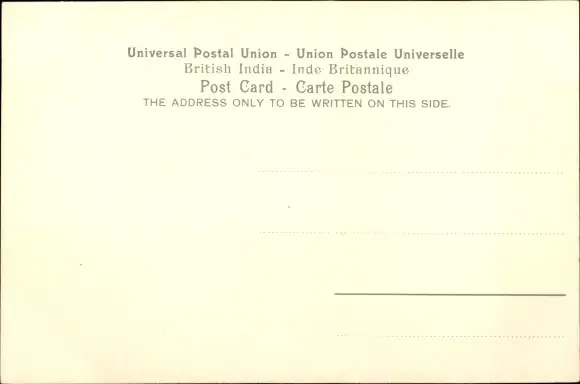 Universal Postal Union - Union Postale Universelle
British India - Inde Britannique
Post Card - Carte Postale
THE ADDRESS ONLY TO BE WRITTEN ON THIS SIDE.